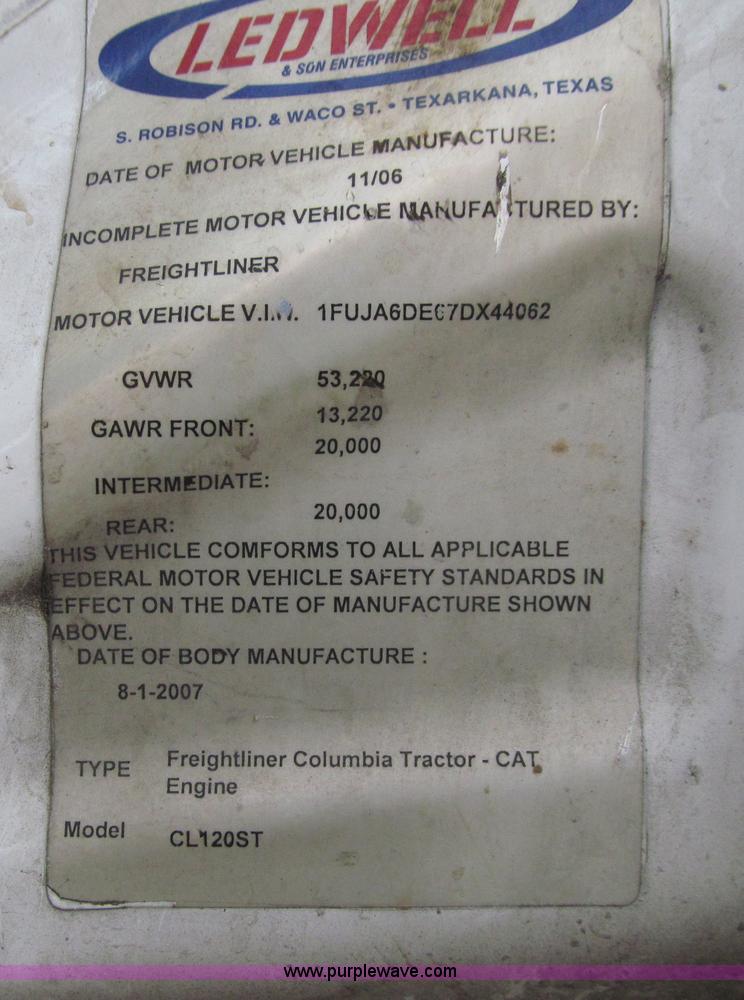 LEDWELL
& SON ENTERPRISES
S. ROBISON RD. & WACO ST. • TEXARKANA, TEXAS
DATE OF MOTOR VEHICLE MANUFACTURE:
11/06
INCOMPLETE MOTOR VEHICLE MANUFACTURED BY:
FREIGHTLINER
MOTOR VEHICLE V.I.N. 1FUJA6DE67DX44062
GVWR 53,220
GAWR FRONT: 13,220
20,000
INTERMEDIATE:
REAR: 20,000
THIS VEHICLE COMFORMS TO ALL APPLICABLE
FEDERAL MOTOR VEHICLE SAFETY STANDARDS IN
EFFECT ON THE DATE OF MANUFACTURE SHOWN
ABOVE.
DATE OF BODY MANUFACTURE :
8-1-2007
TYPE Freightliner Columbia Tractor - CAT
Engine
Model CL120ST
www.purplewave.com